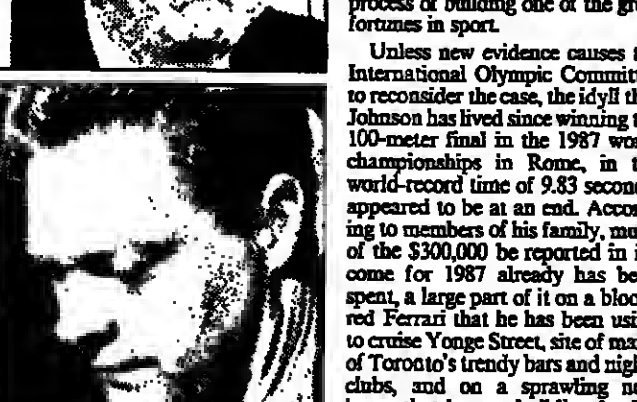 process of building one of the gre
fortunes in sport.
Unless new evidence causes
International Olympic Committ
to reconsider the case, the idyll th
Johnson has lived since winning t
100-meter final in the 1987 wor
championships in Rome, in t
world-record time of 9.83 second
appeared to be at an end. Accor
ing to members of his family, mu
of the $300,000 be reported in i
come for 1987 already has be
spent, a large part of it on a bloo
red Ferrari that he has been usi
to cruise Yonge Street, site of ma
of Toronto's trendy bars and nigh
clubs, and on a sprawling ne